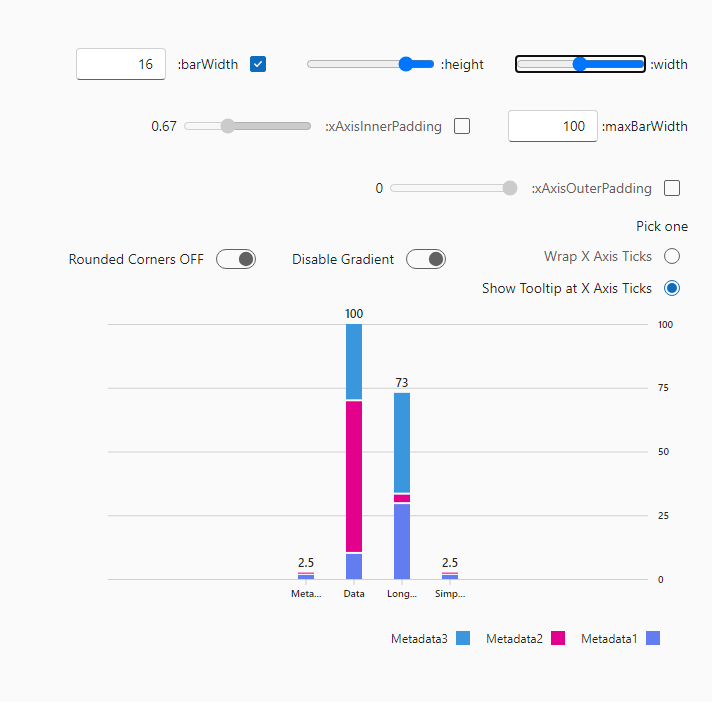 16 :barWidth :height :width
0.67 :xAxisInnerPadding 100 :maxBarWidth
0 :xAxisOuterPadding
Pick one
Rounded Corners OFF Disable Gradient Wrap X Axis Ticks
Show Tooltip at X Axis Ticks
100
100
73
75
50
25
2.5 2.5
0
Meta... Data Long... Simp...
Metadata3 Metadata2 Metadata1